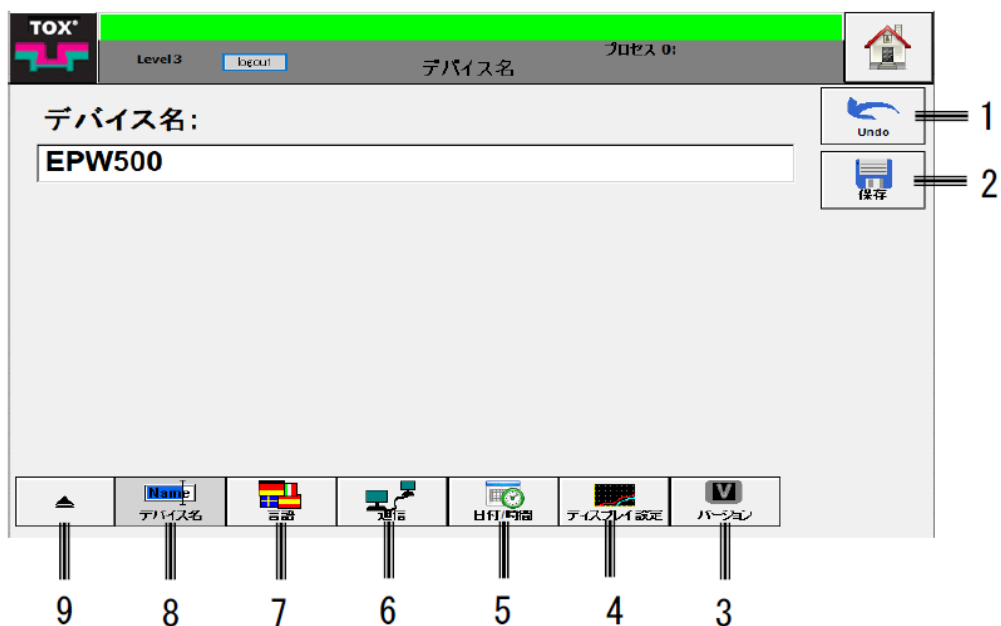 TOX®
Level 3
logout
デバイス名
プロセス 0:
デバイス名:
EPW500
Undo
1
保存
2
Name
デバイス名
言語
通信
日付/時間
ディスプレイ設定
V
バージョン
9
8
7
6
5
4
3